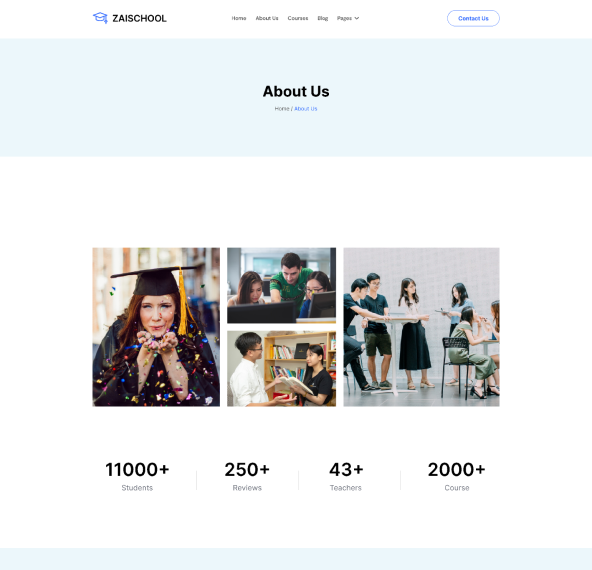 ZAISCHOOL
Home About Us Courses Blog Pages
Contact Us
About Us
Home / About Us
11000+ 250+ 43+ 2000+
Students Reviews Teachers Course